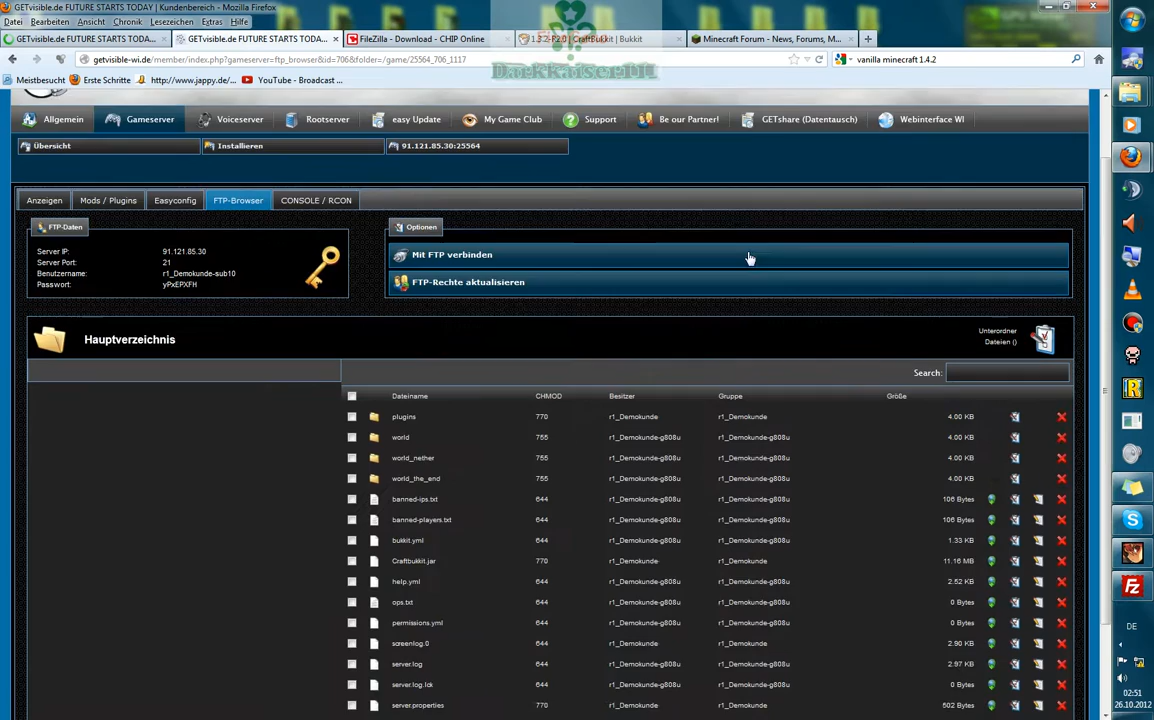 GETvisible.de FUTURE STARTS TODAY | Kundenbereich - Mozilla Firefox
Datei Bearbeiten Ansicht Chronik Lesezeichen Extras Hilfe
GETvisible.de FUTURE STARTS TODAY | ... GETvisible.de FUTURE STARTS TODAY | ... FileZilla - Download - CHIP Online 1.3.2-R2.0 | CraftBukkit | Bukkit Minecraft Forum - News, Forums, M...
getvisible-wi.de/member/index.php?gameserver=ftp_browser&id=706&folder=/game/25564_706_1117
vanilla minecraft 1.4.2
DarkKaiserIII
Meistbesucht Erste Schritte http://www.jappy.de/ YouTube - Broadcast ...
Allgemein Gameserver Voiceserver Rootserver easy Update My Game Club Support Be our Partner! GETshare (Datentausch) Webinterface WI
Übersicht Installieren 91.121.85.30:25564
Anzeigen Mods / Plugins Easyconfig FTP-Browser CONSOLE / RCON
FTP-Daten
Server IP: 91.121.85.30
Server Port: 21
Benutzername: r1_Demokunde-sub10
Passwort: yPxEPXFH
Optionen
Mit FTP verbinden
FTP-Rechte aktualisieren
Hauptverzeichnis
Unterordner
Dateien ()
Search:
Dateiname CHMOD Besitzer Gruppe Größe
plugins 770 r1_Demokunde r1_Demokunde 4.00 KB
world 755 r1_Demokunde-g808u r1_Demokunde-g808u 4.00 KB
world_nether 755 r1_Demokunde-g808u r1_Demokunde-g808u 4.00 KB
world_the_end 755 r1_Demokunde-g808u r1_Demokunde-g808u 4.00 KB
banned-ips.txt 644 r1_Demokunde-g808u r1_Demokunde-g808u 106 Bytes
banned-players.txt 644 r1_Demokunde-g808u r1_Demokunde-g808u 106 Bytes
bukkit.yml 644 r1_Demokunde-g808u r1_Demokunde-g808u 1.33 KB
Craftbukkit.jar 770 r1_Demokunde r1_Demokunde 11.16 MB
help.yml 644 r1_Demokunde-g808u r1_Demokunde-g808u 2.52 KB
ops.txt 644 r1_Demokunde-g808u r1_Demokunde-g808u 0 Bytes
permissions.yml 644 r1_Demokunde-g808u r1_Demokunde-g808u 0 Bytes
screenlog.0 644 r1_Demokunde-g808u r1_Demokunde-g808u 2.90 KB
server.log 644 r1_Demokunde-g808u r1_Demokunde-g808u 2.97 KB
server.log.lck 644 r1_Demokunde-g808u r1_Demokunde-g808u 0 Bytes
server.properties 770 r1_Demokunde r1_Demokunde 502 Bytes
DE
02:51
26.10.2012